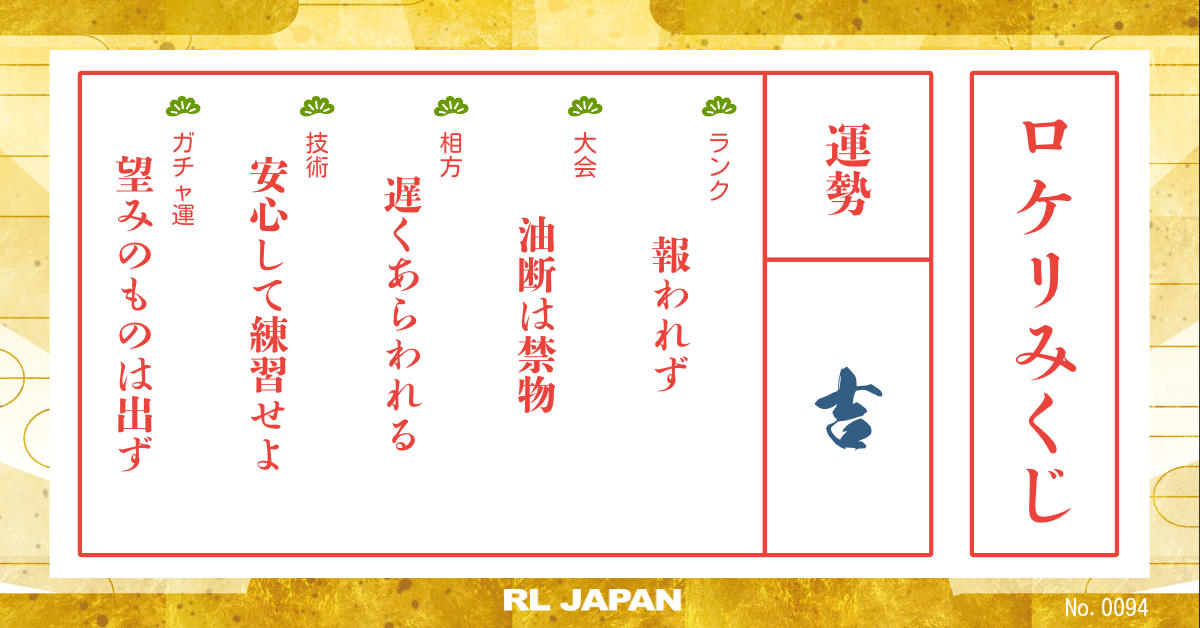 ロケリみくじ
運勢
吉
ランク
報われず
大会
油断は禁物
相方
遅くあらわれる
技術
安心して練習せよ
ガチャ運
望みのものは出ず
RL JAPAN
No. 0094